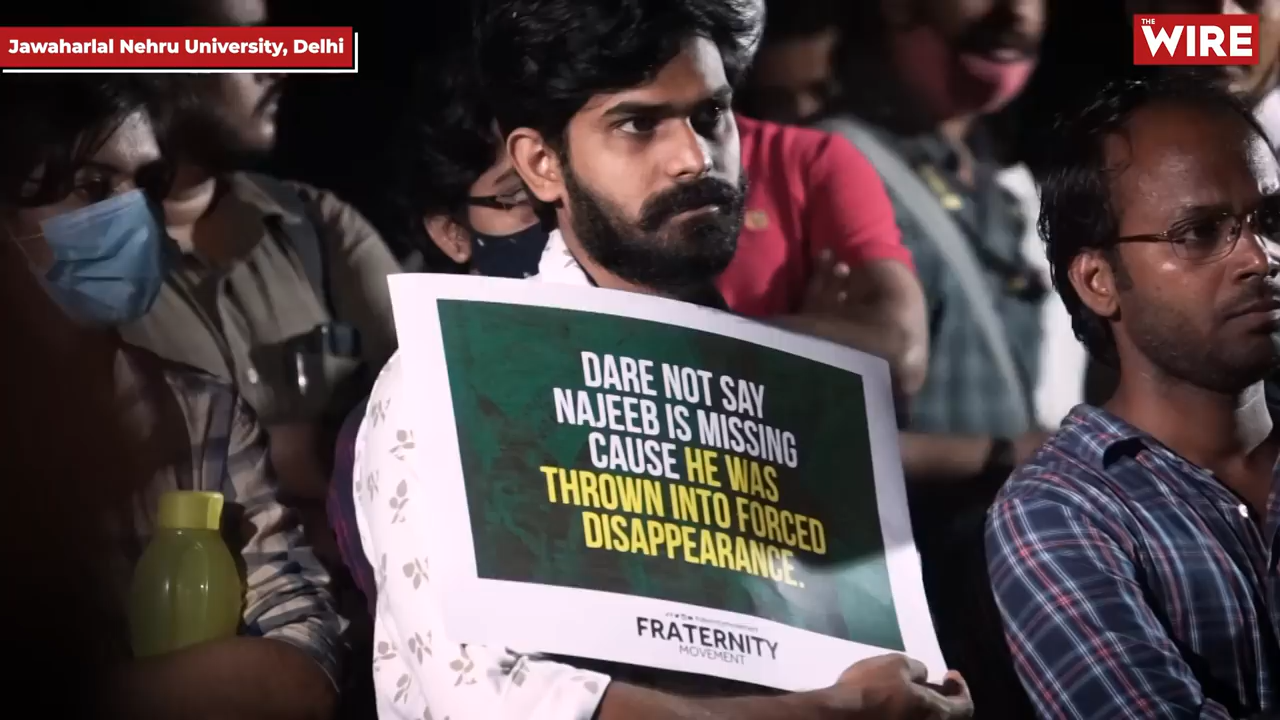 Jawaharlal Nehru University, Delhi
THE
WIRE
DARE NOT SAY
NAJEEB IS MISSING
CAUSE HE WAS
THROWN INTO FORCED
DISAPPEARANCE.
FRATERNITY
MOVEMENT